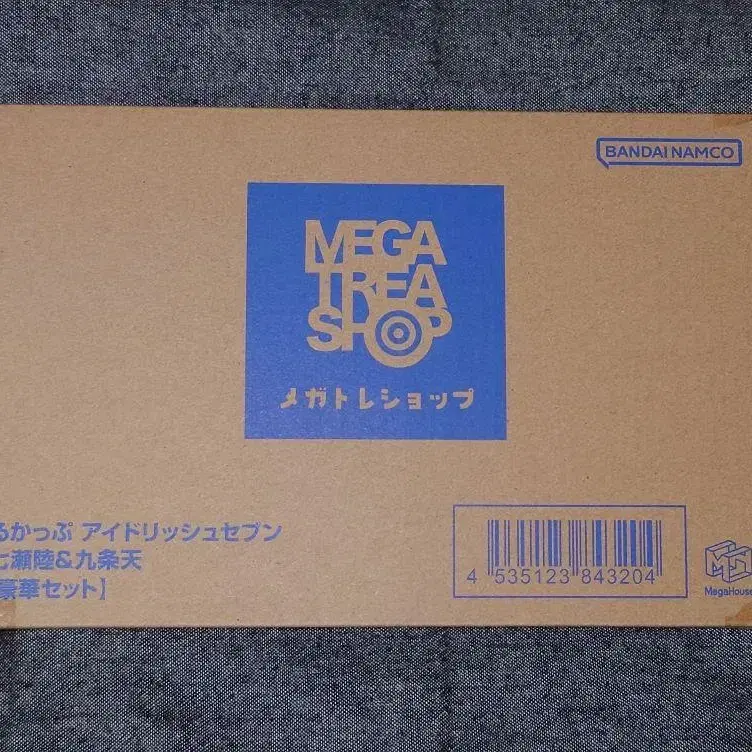 BANDAI NAMCO
MEGA
TREA
SHOP
メガトレショップ
るかっぷ アイドリッシュセブン
七瀬陸&九条天
豪華セット】
4 535123 843204
MegaHouse